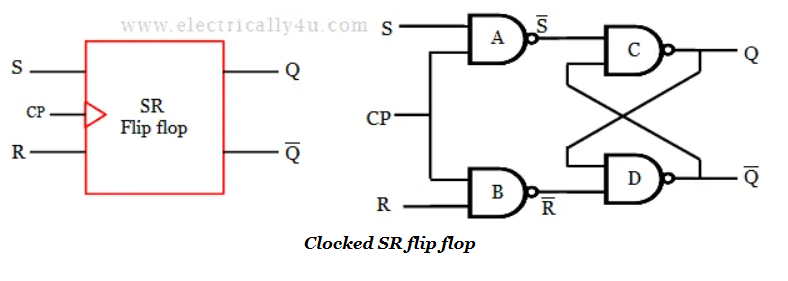 www.electrically4u.com
S
CP
R
SR
Flip flop
Q
Q̅
S
CP
R
A
B
S̅
R̅
C
D
Q
Q̅
Clocked SR flip flop